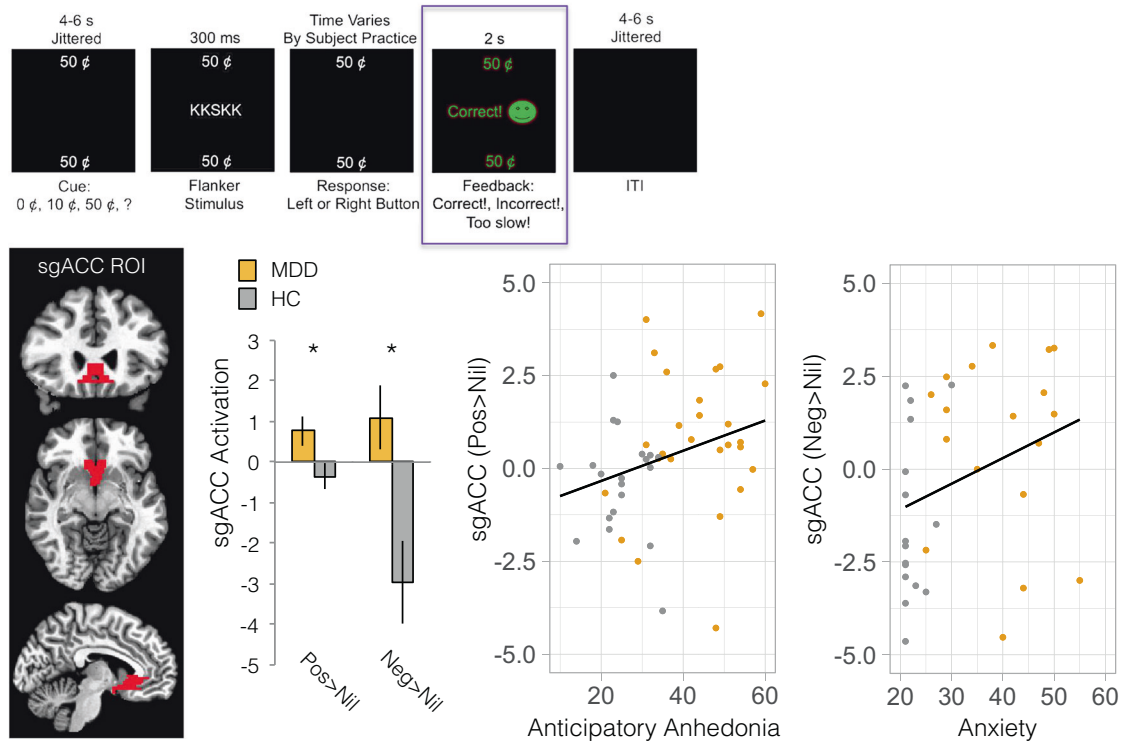 4-6 s
Jittered
50 ¢
50 ¢
Cue:
0 ¢, 10 ¢, 50 ¢, ?
300 ms
50 ¢
KKSKK
50 ¢
Flanker
Stimulus
Time Varies
By Subject Practice
50 ¢
50 ¢
Response:
Left or Right Button
2 s
50 ¢
Correct!
50 ¢
Feedback:
Correct!, Incorrect!,
Too slow!
4-6 s
Jittered
ITI
sgACC ROI
MDD
HC
sgACC Activation
3
2
1
0
-1
-2
-3
-4
-5
*
*
Pos>Nil
Neg>Nil
sgACC (Pos>Nil)
5.0
2.5
0.0
-2.5
-5.0
20
40
60
Anticipatory Anhedonia
sgACC (Neg>Nil)
5.0
2.5
0.0
-2.5
-5.0
20
30
40
50
60
Anxiety